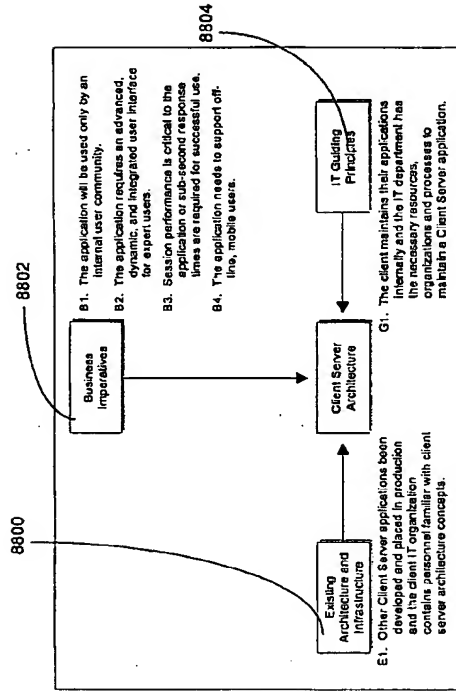 8802
8800
8804
Business
Imperatives
B1. The application will be used only by an
internal user community.
B2. The application requires an advanced,
dynamic, and integrated user interface
for expert users.
B3. Session performance is critical to the
application or sub-second response
times are required for successful use.
B4. The application needs to support off-
line, mobile users.
Existing
Architecture and
Infrastructure
Client Server
Architecture
IT Guiding
Principles
E1. Other Client Server applications been
developed and placed in production
and the client IT organization
contains personnel familiar with client
server architecture concepts.
G1. The client maintains their applications
internally and the IT department has
the necessary resources,
organizations and processes to
maintain a Client Server application.